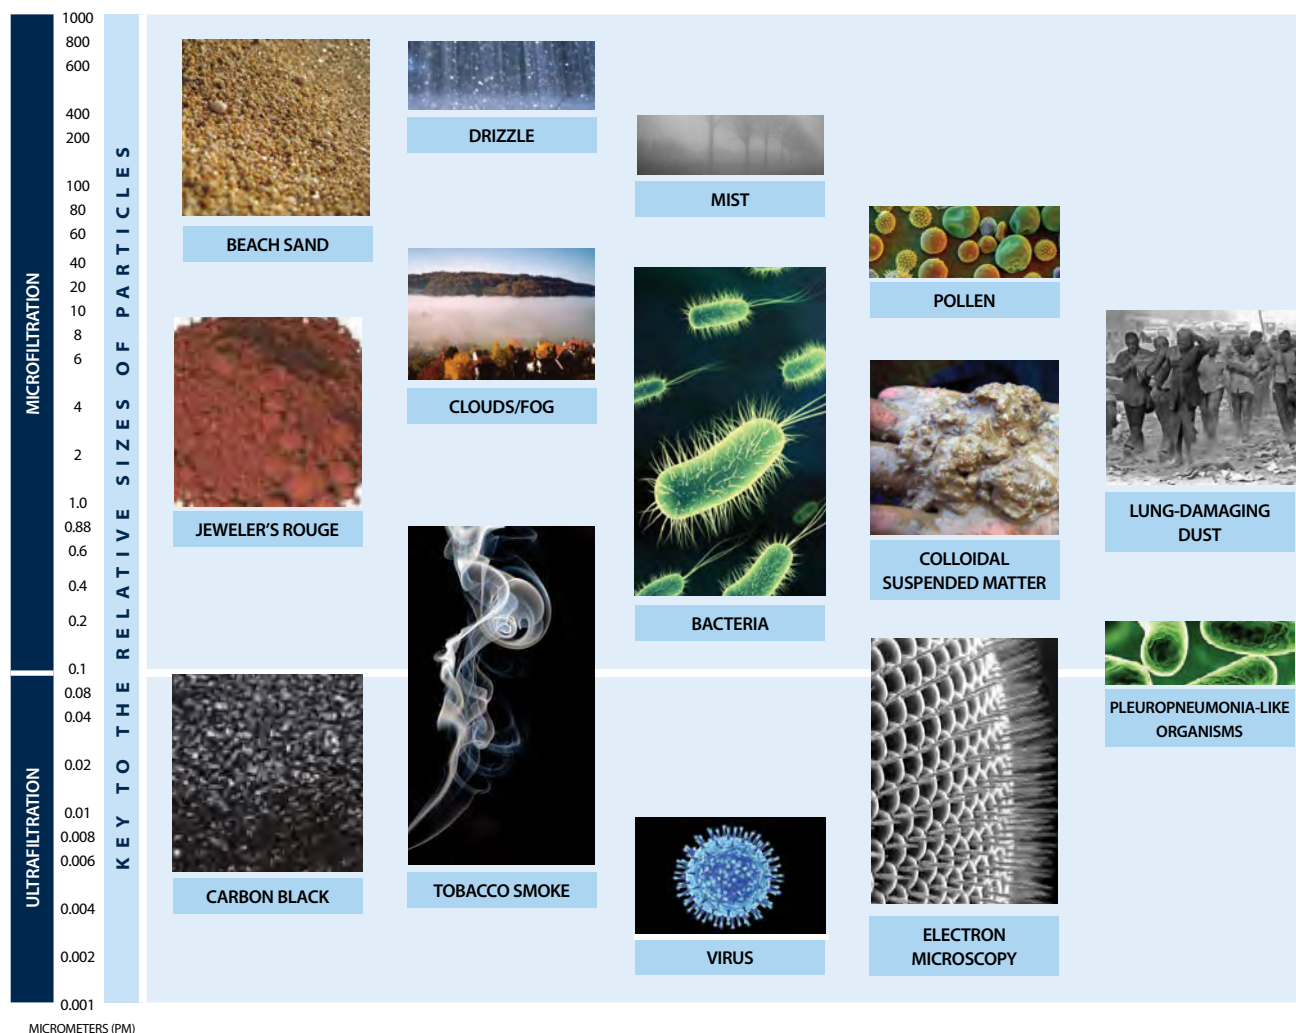 1000
800
600
400
200
100
80
60
40
20
10
8
6
4
2
1.0
0.88
0.6
0.4
0.2
0.1
0.08
0.04
0.02
0.01
0.008
0.006
0.004
0.002
0.001
MICROMETERS (PM)
MICROFILTRATION
ULTRAFILTRATION
KEY TO THE RELATIVE SIZES OF PARTICLES
BEACH SAND
DRIZZLE
MIST
POLLEN
CLOUDS/FOG
JEWELER'S ROUGE
LUNG-DAMAGING
DUST
COLLOIDAL
SUSPENDED MATTER
BACTERIA
PLEUROPNEUMONIA-LIKE
ORGANISMS
CARBON BLACK
TOBACCO SMOKE
VIRUS
ELECTRON
MICROSCOPY